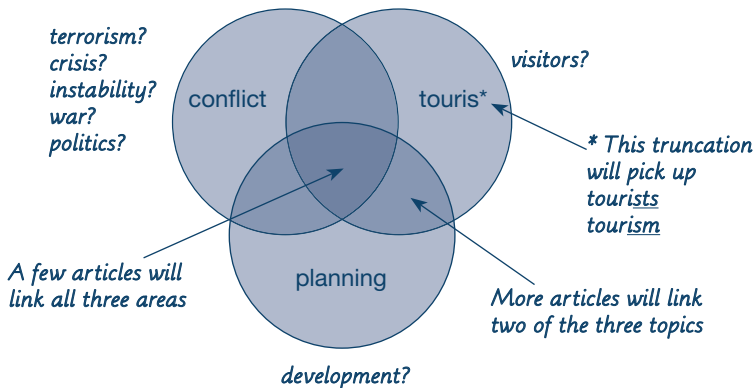 terrorism?
crisis?
instability?
war?
politics?
conflict
touris*
visitors?
* This truncation
will pick up
tourists
tourism
A few articles will
link all three areas
planning
More articles will link
two of the three topics
development?